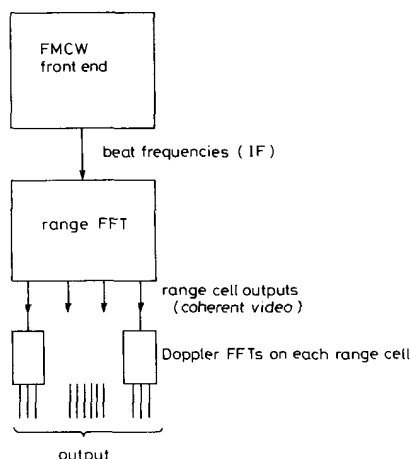 FMCW
front end
beat frequencies (IF)
range FFT
range cell outputs
(coherent video)
Doppler FFTs on each range cell
output